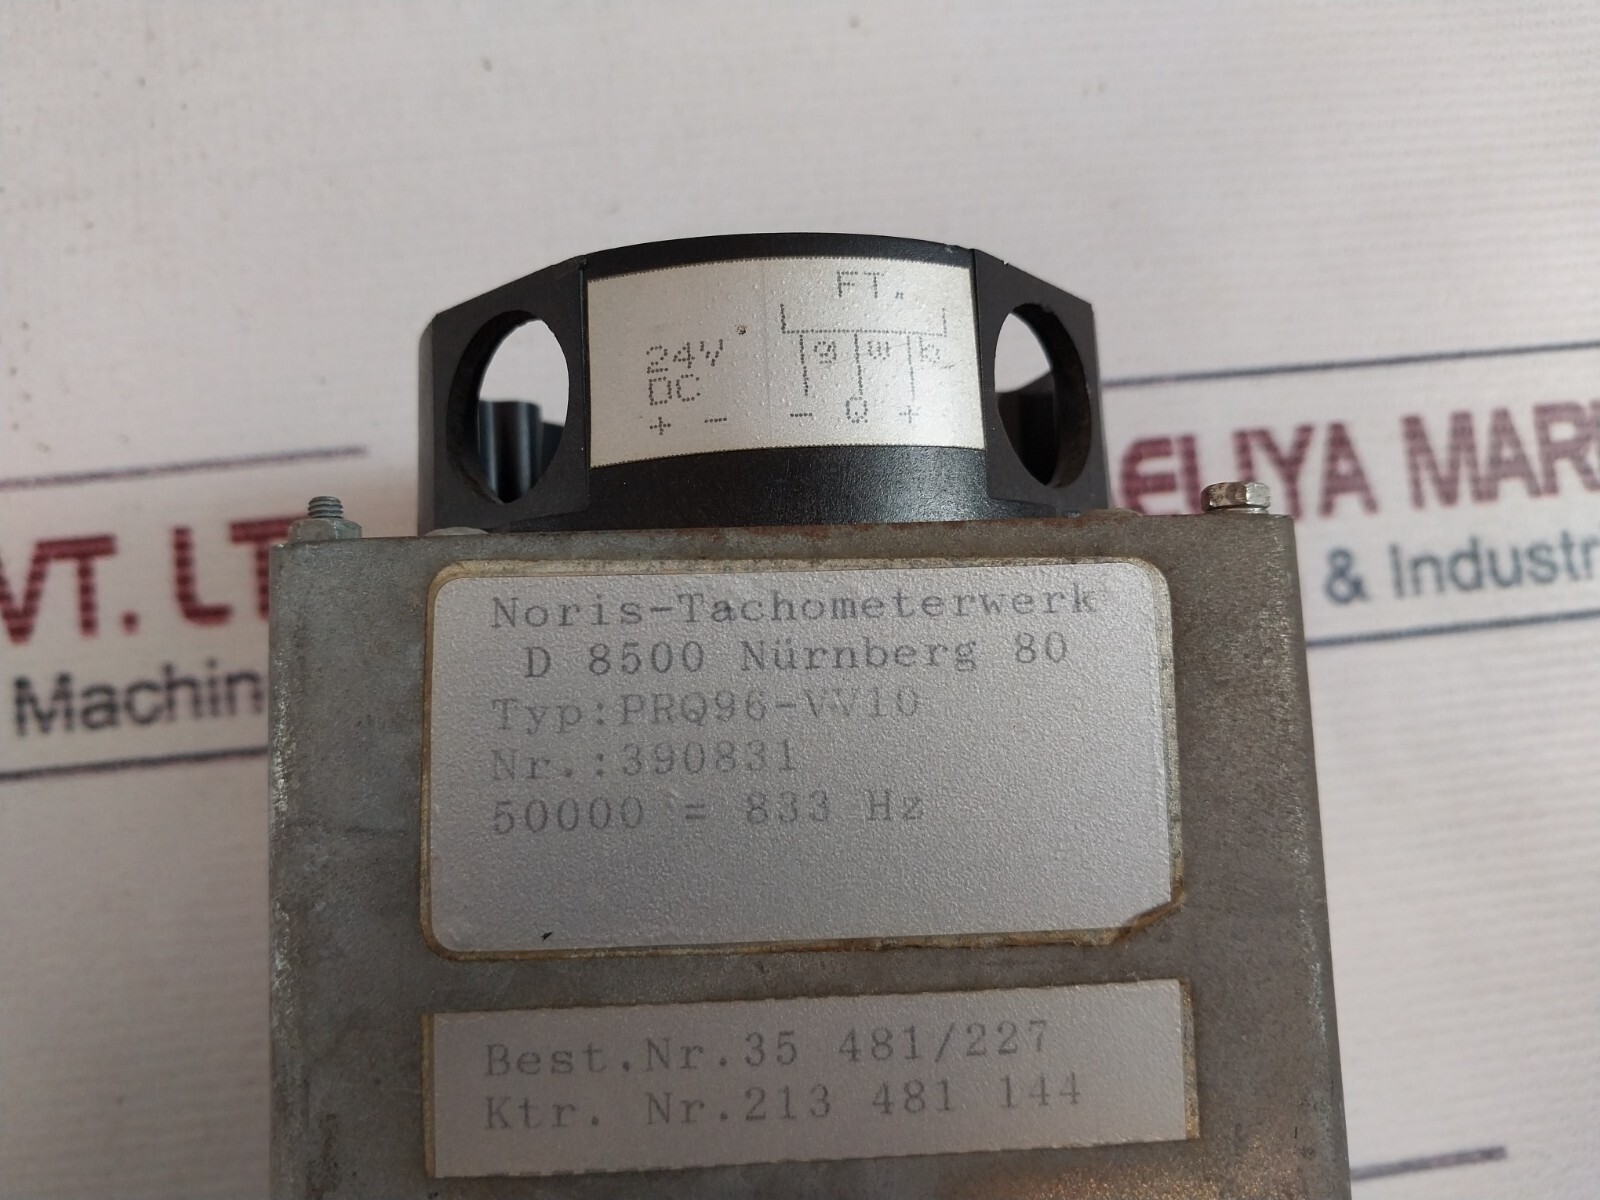 FT.
24V
DC
g w b
+ - - Q +
VT. LT
Machin
ELIYA MAR
& Industr
Noris-Tachometerwerk
D 8500 Nürnberg 80
Typ:PRQ96-VV10
Nr.:390831
50000 = 833 Hz
Best.Nr.35 481/227
Ktr. Nr.213 481 144